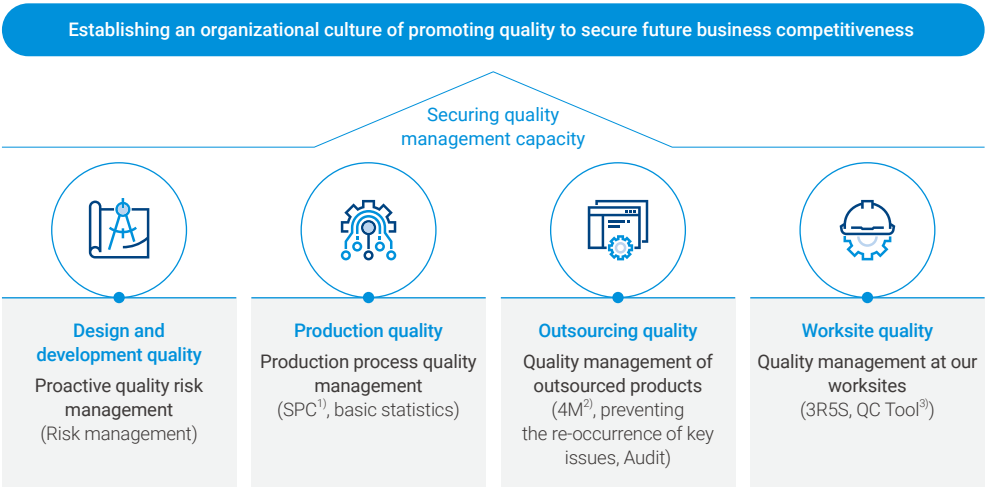 Establishing an organizational culture of promoting quality to secure future business competitiveness
Securing quality
management capacity
Design and
development quality
Proactive quality risk
management
(Risk management)
Production quality
Production process quality
management
(SPC1), basic statistics)
Outsourcing quality
Quality management of
outsourced products
(4M2), preventing
the re-occurrence of key
issues, Audit)
Worksite quality
Quality management at our
worksites
(3R5S, QC Tool3))